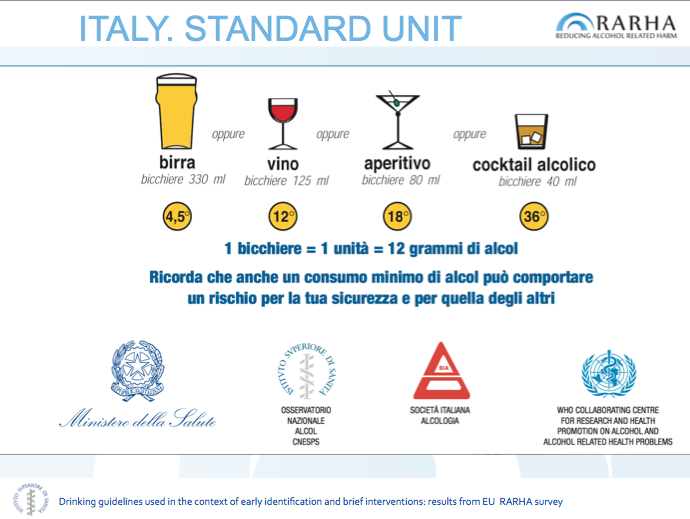 ITALY. STANDARD UNIT
RARHA
REDUCING ALCOHOL RELATED HARM
oppure
oppure
oppure
birra
bicchiere 330 ml
vino
bicchiere 125 ml
aperitivo
bicchiere 80 ml
cocktail alcolico
bicchiere 40 ml
4,5°
12°
18°
36°
1 bicchiere = 1 unità = 12 grammi di alcol
Ricorda che anche un consumo minimo di alcol può comportare
un rischio per la tua sicurezza e per quella degli altri
Ministero della Salute
ISTITVTO SVPERIORE DI SANITÀ
OSSERVATORIO
NAZIONALE
ALCOL
CNESPS
SIA
SOCIETÀ ITALIANA
ALCOLOGIA
WHO COLLABORATING CENTRE
FOR RESEARCH AND HEALTH
PROMOTION ON ALCOHOL AND
ALCOHOL RELATED HEALTH PROBLEMS
Drinking guidelines used in the context of early identification and brief interventions: results from EU RARHA survey